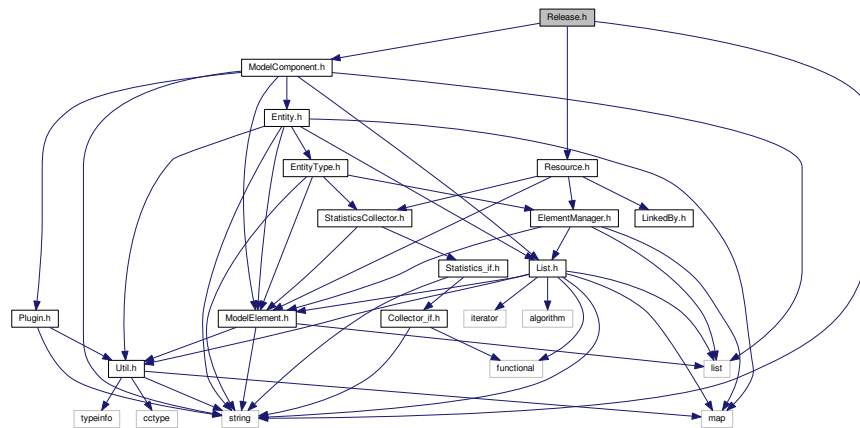 Release.h
ModelComponent.h
Entity.h
EntityType.h
Resource.h
StatisticsCollector.h
ElementManager.h
LinkedBy.h
Statistics_if.h
List.h
Plugin.h
ModelElement.h
Collector_if.h
iterator
algorithm
Util.h
functional
list
typeinfo
cctype
string
map